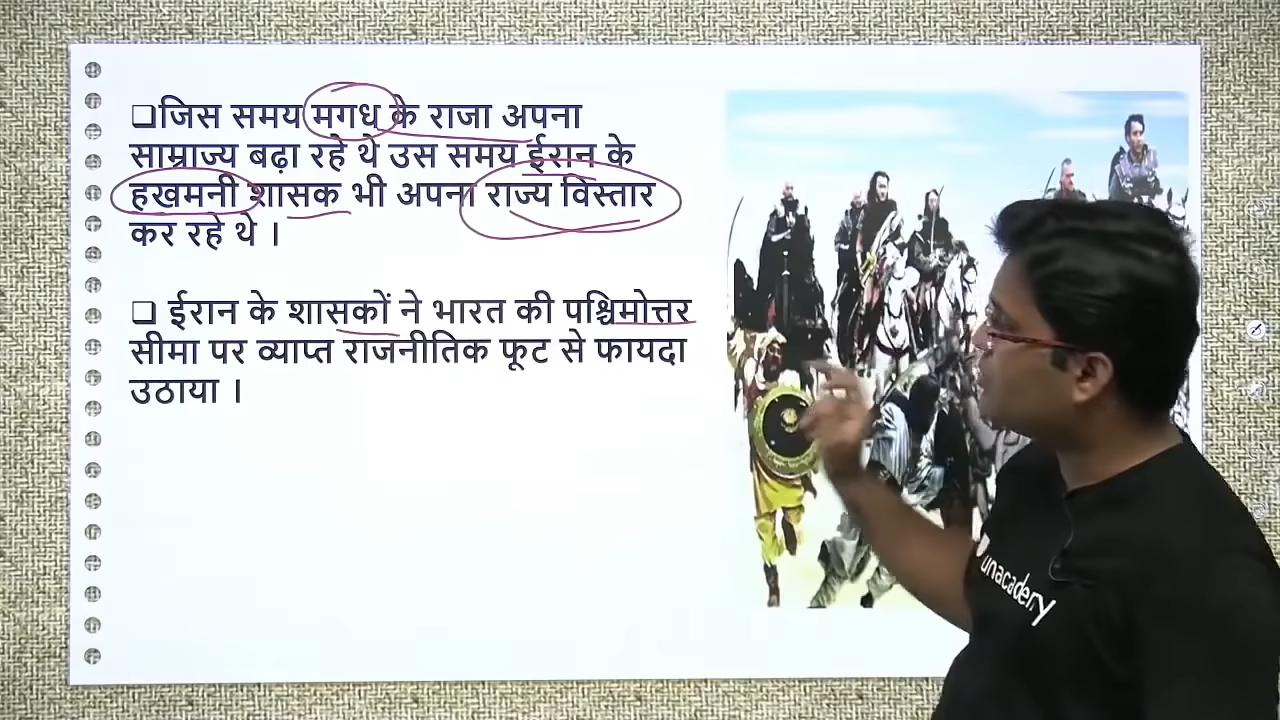 ❑जिस समय मगध के राजा अपना
साम्राज्य बढ़ा रहे थे उस समय ईरान के
हखमनी शासक भी अपना राज्य विस्तार
कर रहे थे ।
❑ ईरान के शासकों ने भारत की पश्चिमोत्तर
सीमा पर व्याप्त राजनीतिक फूट से फायदा
उठाया ।
unacademy